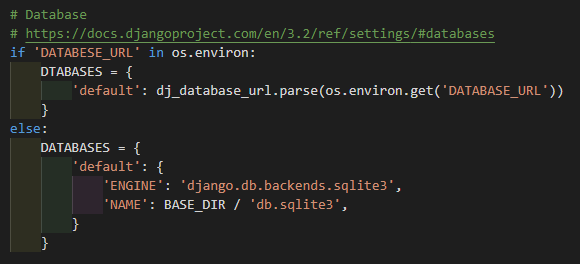 # Database
# https://docs.djangoproject.com/en/3.2/ref/settings/#databases
if 'DATABESE_URL' in os.environ:
    DTABASES = {
        'default': dj_database_url.parse(os.environ.get('DATABASE_URL'))
    }
else:
    DATABASES = {
        'default': {
            'ENGINE': 'django.db.backends.sqlite3',
            'NAME': BASE_DIR / 'db.sqlite3',
        }
    }